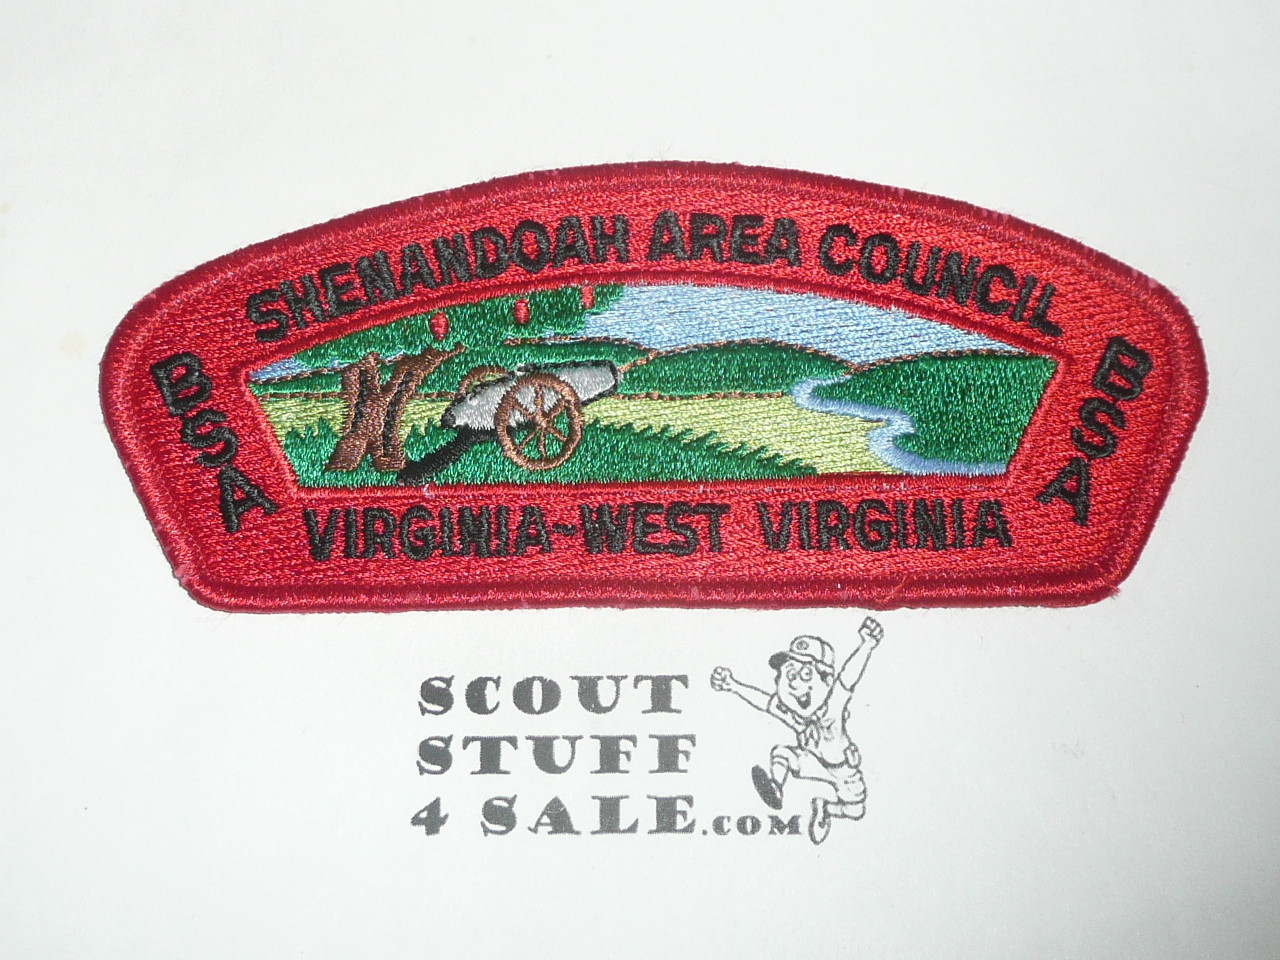 SHENANDOAH AREA COUNCIL
BSA
BSA
VIRGINIA-WEST VIRGINIA
SCOUT
STUFF
4 SALE.COM